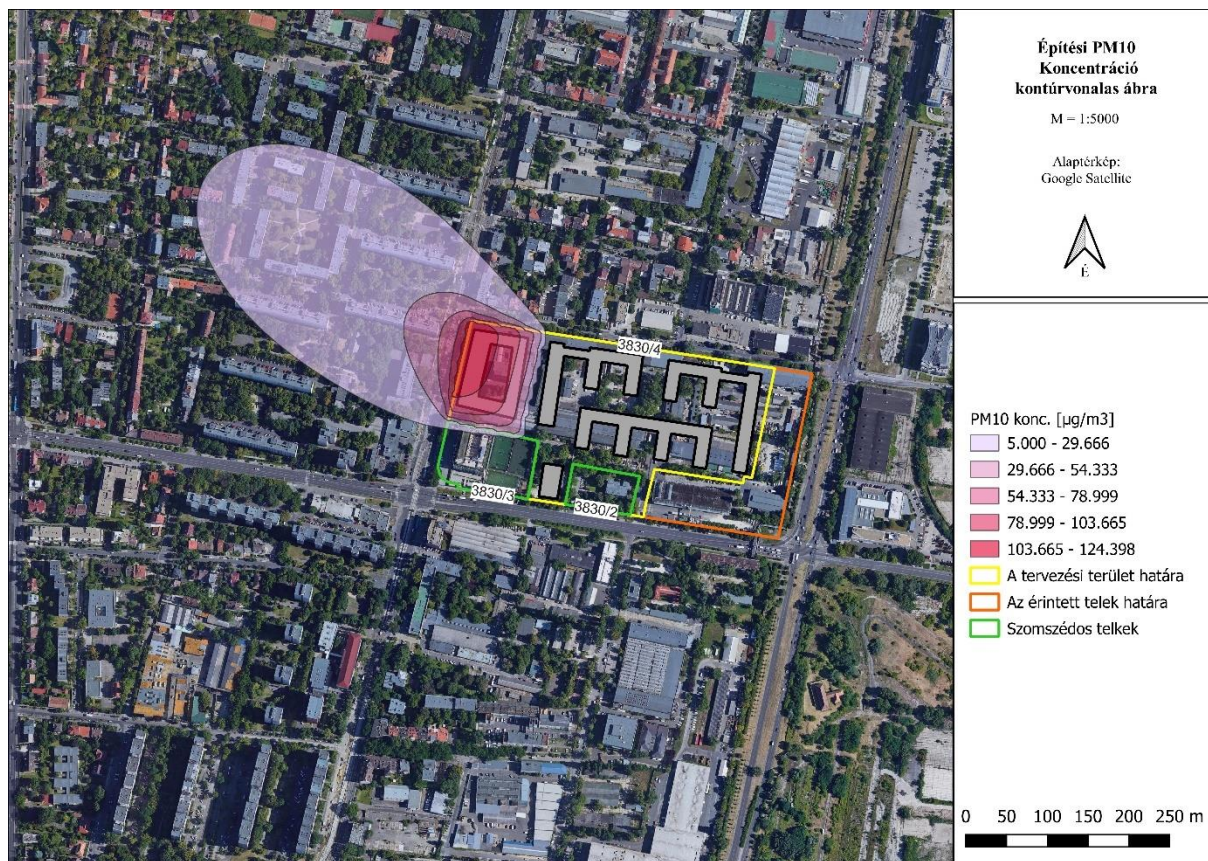 Építési PM10
Koncentráció
kontúrvonalas ábra
M = 1:5000
Alaptérkép:
Google Satellite
É
3830/4
3830/3
3830/2
PM10 konc. [µg/m3]
5.000 - 29.666
29.666 - 54.333
54.333 - 78.999
78.999 - 103.665
103.665 - 124.398
A tervezési terület határa
Az érintett telek határa
Szomszédos telkek
0 50 100 150 200 250 m